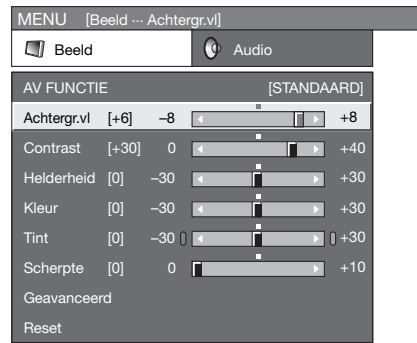 MENU [Beeld ··· Achtergr.vl]
Beeld Audio
AV FUNCTIE [STANDAARD]
Achtergr.vl [+6] –8 +8
Contrast [+30] 0 +40
Helderheid [0] –30 +30
Kleur [0] –30 +30
Tint [0] –30 +30
Scherpte [0] 0 +10
Geavanceerd
Reset